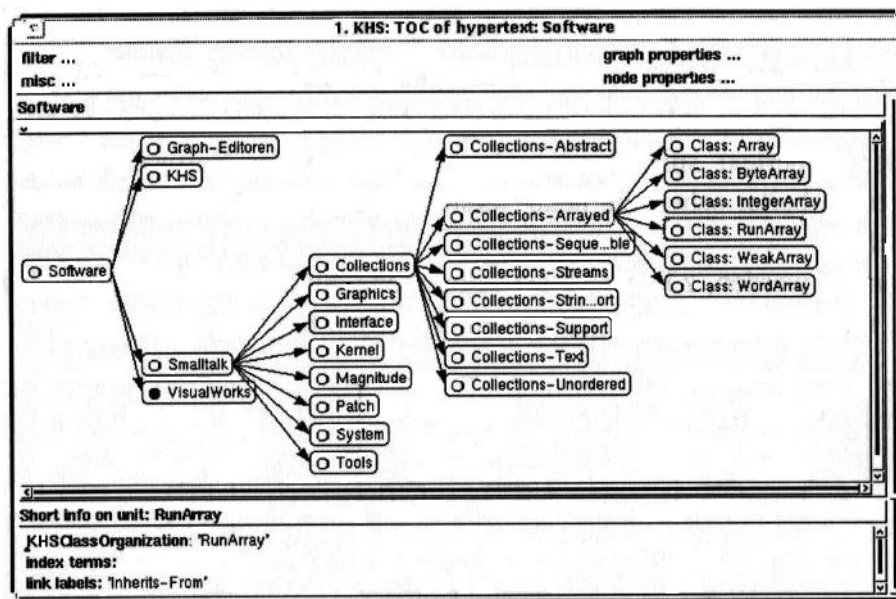 1. KHS: TOC of hypertext: Software
filter ...
graph properties ...
misc ...
node properties ...
Software
Graph-Editoren
KHS
Software
Smalltalk
VisualWorks
Collections
Graphics
Interface
Kernel
Magnitude
Patch
System
Tools
Collections-Abstract
Collections-Arrayed
Collections-Seque...ble)
Collections-Streams
Collections-Strin...ort
Collections-Support
Collections-Text
Collections-Unordered
Class: Array
Class: ByteArray
Class: IntegerArray
Class: RunArray
Class: WeakArray
Class: WordArray
Short info on unit: RunArray
KHSClassOrganization: "RunArray"
index terms:
link labels: "Inherits-From"